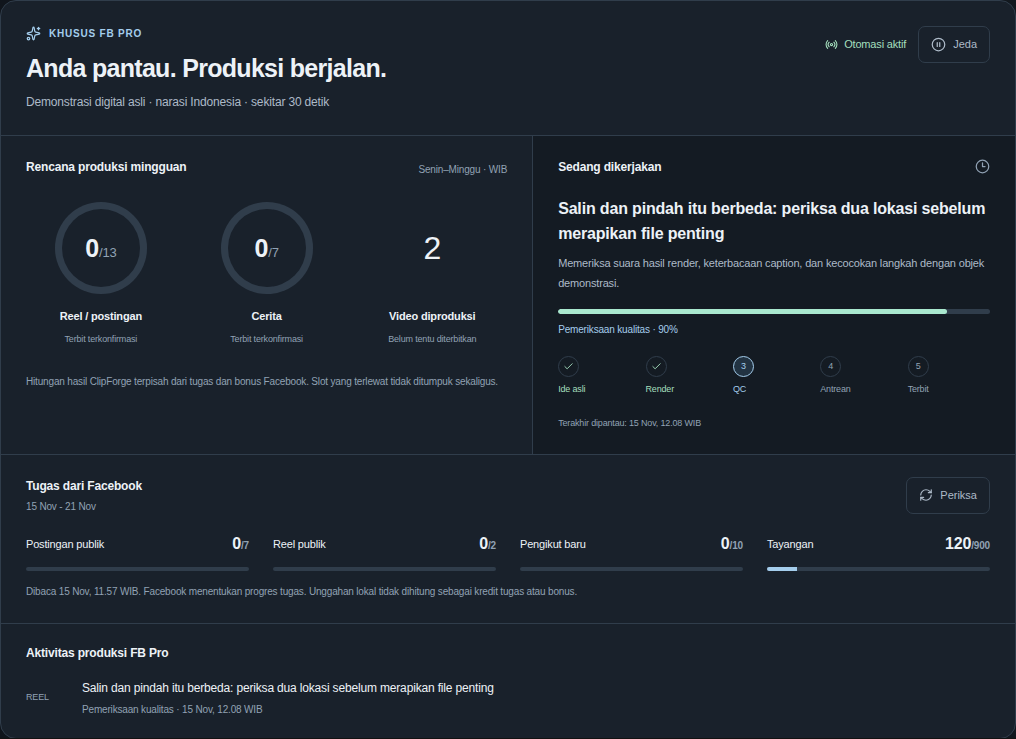 KHUSUS FB PRO
Anda pantau. Produksi berjalan.
Demonstrasi digital asli · narasi Indonesia · sekitar 30 detik
Otomasi aktif
Jeda
Rencana produksi mingguan
Senin–Minggu · WIB
0/13
0/7
2
Reel / postingan
Cerita
Video diproduksi
Terbit terkonfirmasi
Terbit terkonfirmasi
Belum tentu diterbitkan
Hitungan hasil ClipForge terpisah dari tugas dan bonus Facebook. Slot yang terlewat tidak ditumpuk sekaligus.
Sedang dikerjakan
Salin dan pindah itu berbeda: periksa dua lokasi sebelum
merapikan file penting
Memeriksa suara hasil render, keterbacaan caption, dan kecocokan langkah dengan objek
demonstrasi.
Pemeriksaan kualitas · 90%
3
4
5
Ide asli
Render
QC
Antrean
Terbit
Terakhir dipantau: 15 Nov, 12.08 WIB
Tugas dari Facebook
15 Nov - 21 Nov
Periksa
Postingan publik
0/7
Reel publik
0/2
Pengikut baru
0/10
Tayangan
120/900
Dibaca 15 Nov, 11.57 WIB. Facebook menentukan progres tugas. Unggahan lokal tidak dihitung sebagai kredit tugas atau bonus.
Aktivitas produksi FB Pro
REEL
Salin dan pindah itu berbeda: periksa dua lokasi sebelum merapikan file penting
Pemeriksaan kualitas · 15 Nov, 12.08 WIB